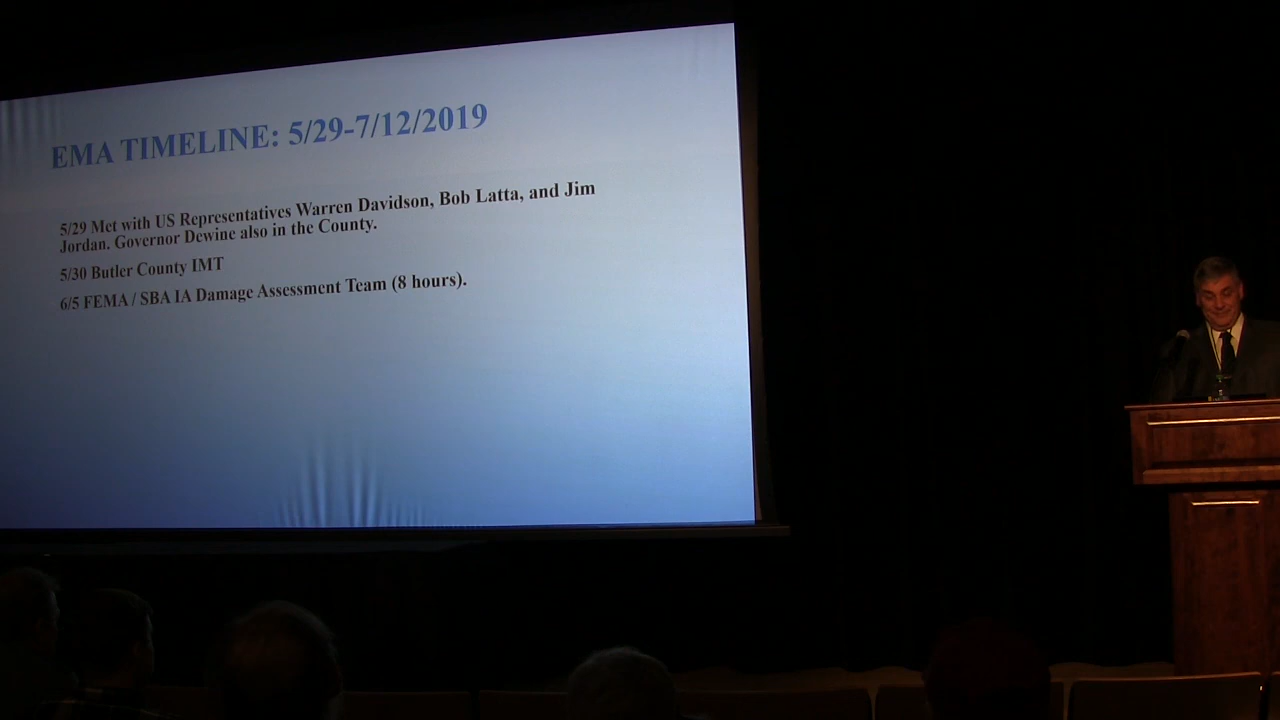 EMA TIMELINE: 5/29-7/12/2019
5/29 Met with US Representatives Warren Davidson, Bob Latta, and Jim
Jordan. Governor Dewine also in the County.
5/30 Butler County IMT
6/5 FEMA / SBA IA Damage Assessment Team (8 hours).